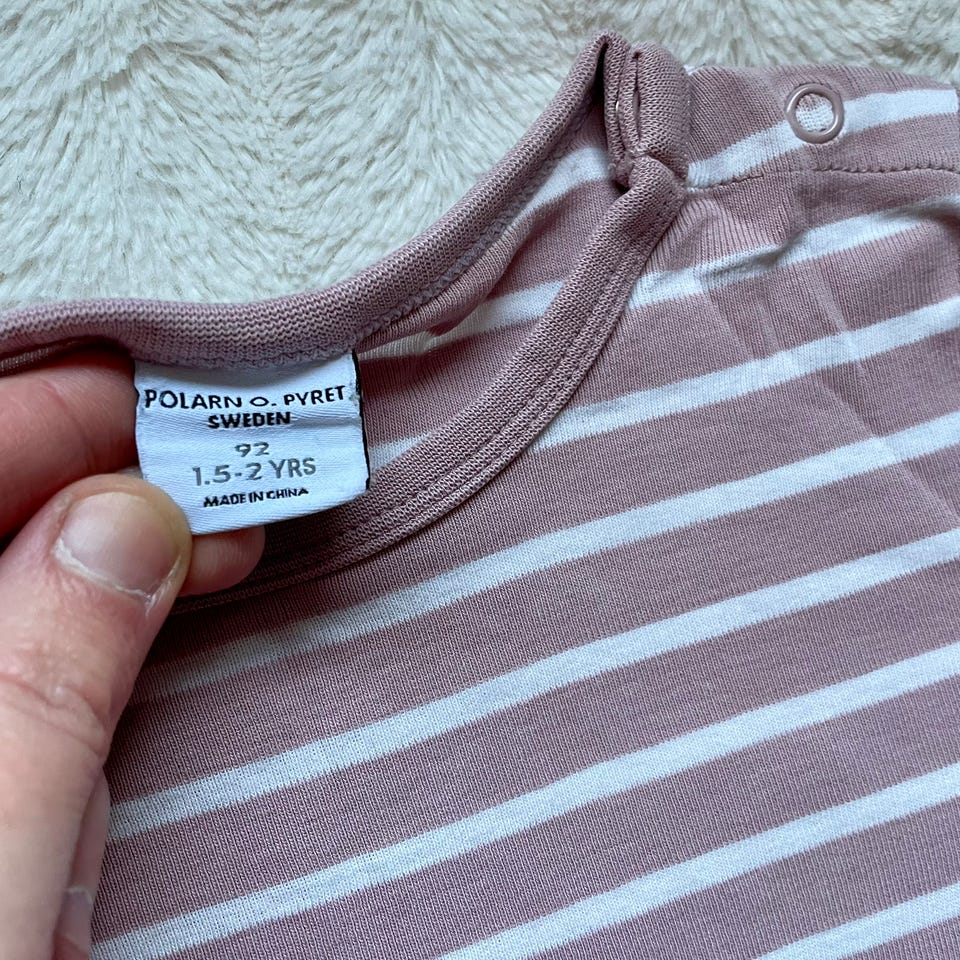 POLARN O. PYRET
SWEDEN
92
1.5-2 YRS
MADE IN CHINA